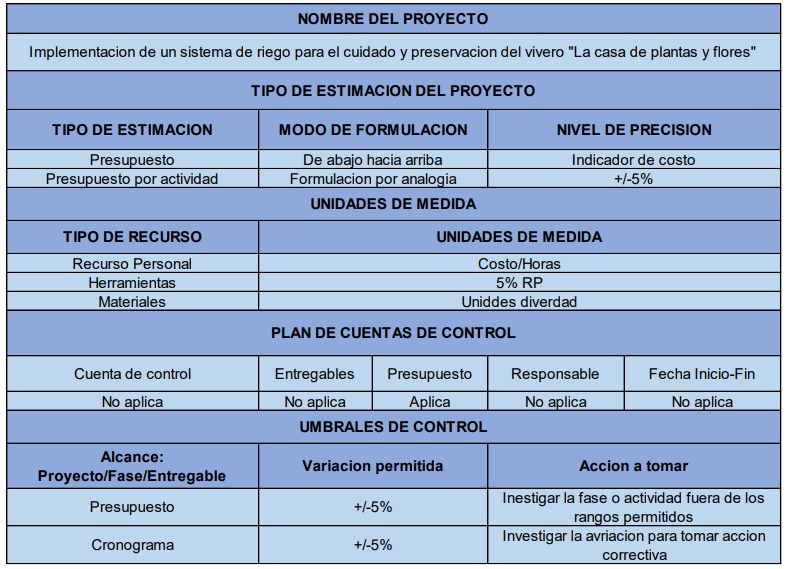 NOMBRE DEL PROYECTO
Implementacion de un sistema de riego para el cuidado y preservacion del vivero "La casa de plantas y flores"
TIPO DE ESTIMACION DEL PROYECTO
TIPO DE ESTIMACION MODO DE FORMULACION NIVEL DE PRECISION
Presupuesto De abajo hacia arriba Indicador de costo
Presupuesto por actividad Formulacion por analogia +/-5%
UNIDADES DE MEDIDA
TIPO DE RECURSO UNIDADES DE MEDIDA
Recurso Personal Costo/Horas
Herramientas 5% RP
Materiales Uniddes diverdad
PLAN DE CUENTAS DE CONTROL
Cuenta de control Entregables Presupuesto Responsable Fecha Inicio-Fin
No aplica No aplica Aplica No aplica No aplica
UMBRALES DE CONTROL
Alcance:
Proyecto/Fase/Entregable Variacion permitida Accion a tomar
Presupuesto +/-5% Inestigar la fase o actividad fuera de los
rangos permitidos
Cronograma +/-5% Investigar la avriacion para tomar accion
correctiva